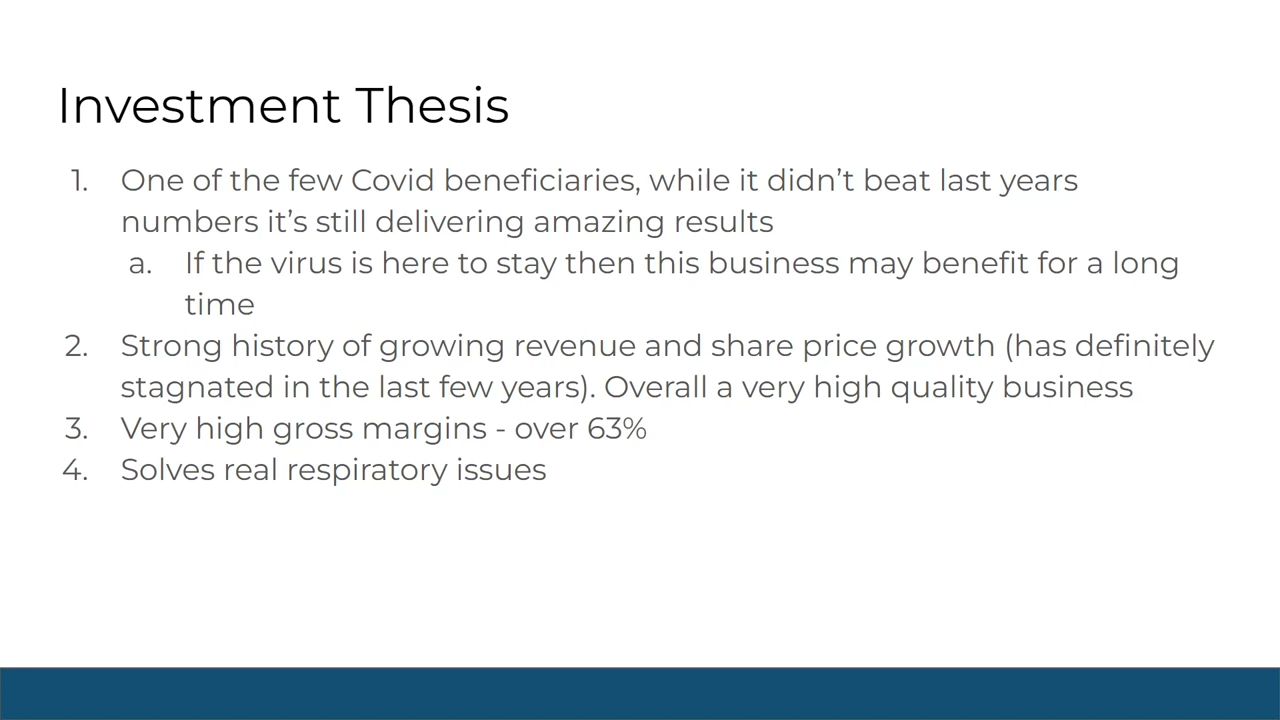 Investment Thesis
1. One of the few Covid beneficiaries, while it didn’t beat last years
numbers it’s still delivering amazing results
a. If the virus is here to stay then this business may benefit for a long
time
2. Strong history of growing revenue and share price growth (has definitely
stagnated in the last few years). Overall a very high quality business
3. Very high gross margins - over 63%
4. Solves real respiratory issues